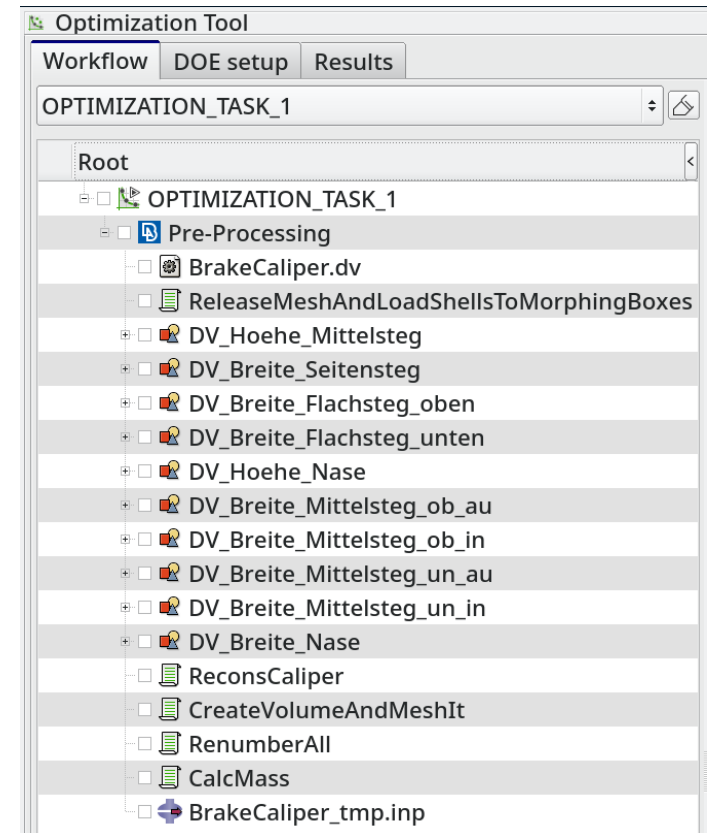 Optimization Tool
Workflow DOE setup Results
OPTIMIZATION_TASK_1
Root <
OPTIMIZATION_TASK_1
Pre-Processing
BrakeCaliper.dv
ReleaseMeshAndLoadShellsToMorphingBoxes
DV_Hoehe_Mittelsteg
DV_Breite_Seitensteg
DV_Breite_Flachsteg_oben
DV_Breite_Flachsteg_unten
DV_Hoehe_Nase
DV_Breite_Mittelsteg_ob_au
DV_Breite_Mittelsteg_ob_in
DV_Breite_Mittelsteg_un_au
DV_Breite_Mittelsteg_un_in
DV_Breite_Nase
ReconsCaliper
CreateVolumeAndMeshIt
RenumberAll
CalcMass
BrakeCaliper_tmp.inp